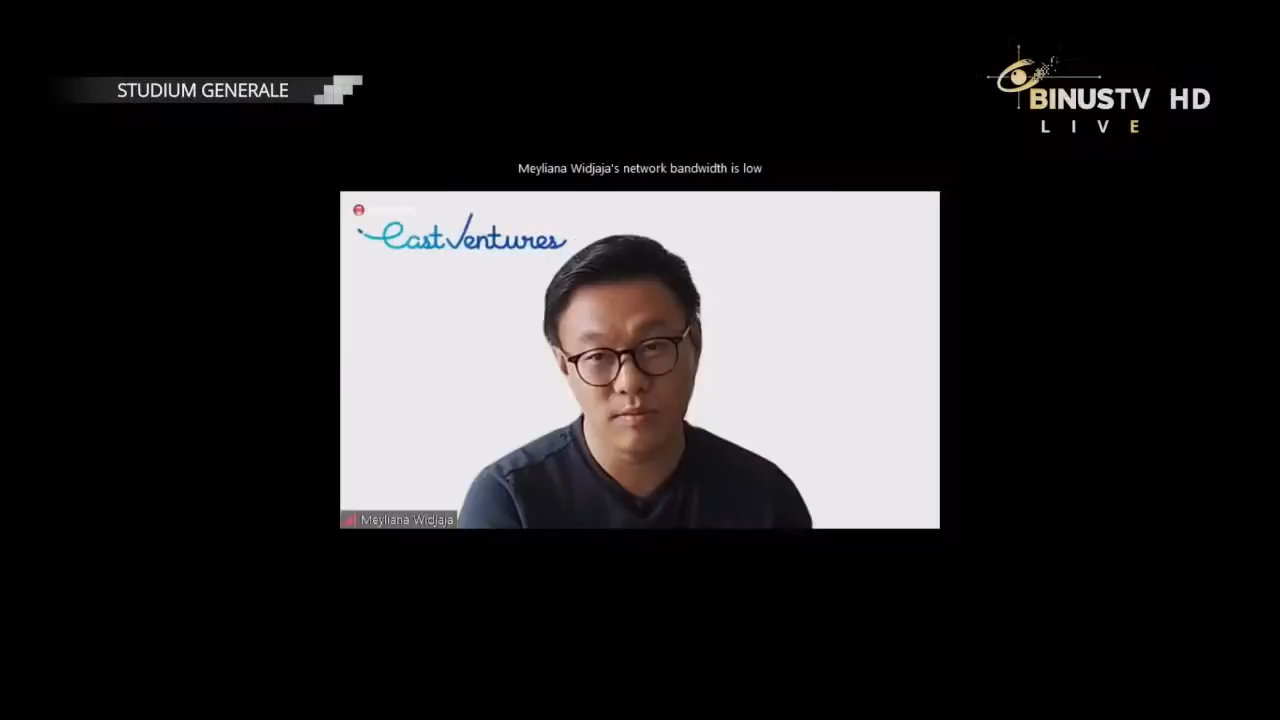 STUDIUM GENERALE
BINUSTV HD
LIVE
Meyliana Widjaja's network bandwidth is low
East Ventures
Meyliana Widjaja